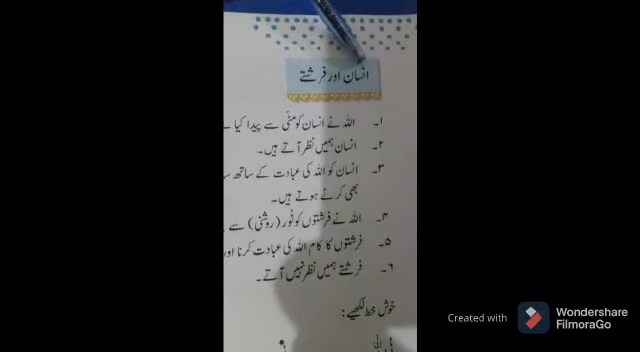 انسان اور فرشتے
۱۔ اللہ نے انسان کو مٹی سے پیدا کیا
۲۔ انسان ہمیں نظر آتے ہیں۔
۳۔ انسان کو اللہ کی عبادت کے ساتھ
بھی کرنے ہوتے ہیں۔
۴۔ اللہ نے فرشتوں کو نُور (روشنی) سے
۵۔ فرشتوں کا کام اللہ کی عبادت کرنا اور
۶۔ فرشتے ہمیں نظر نہیں آتے۔
خوش خط لکھیے:
Created with
Wondershare
FilmoraGo